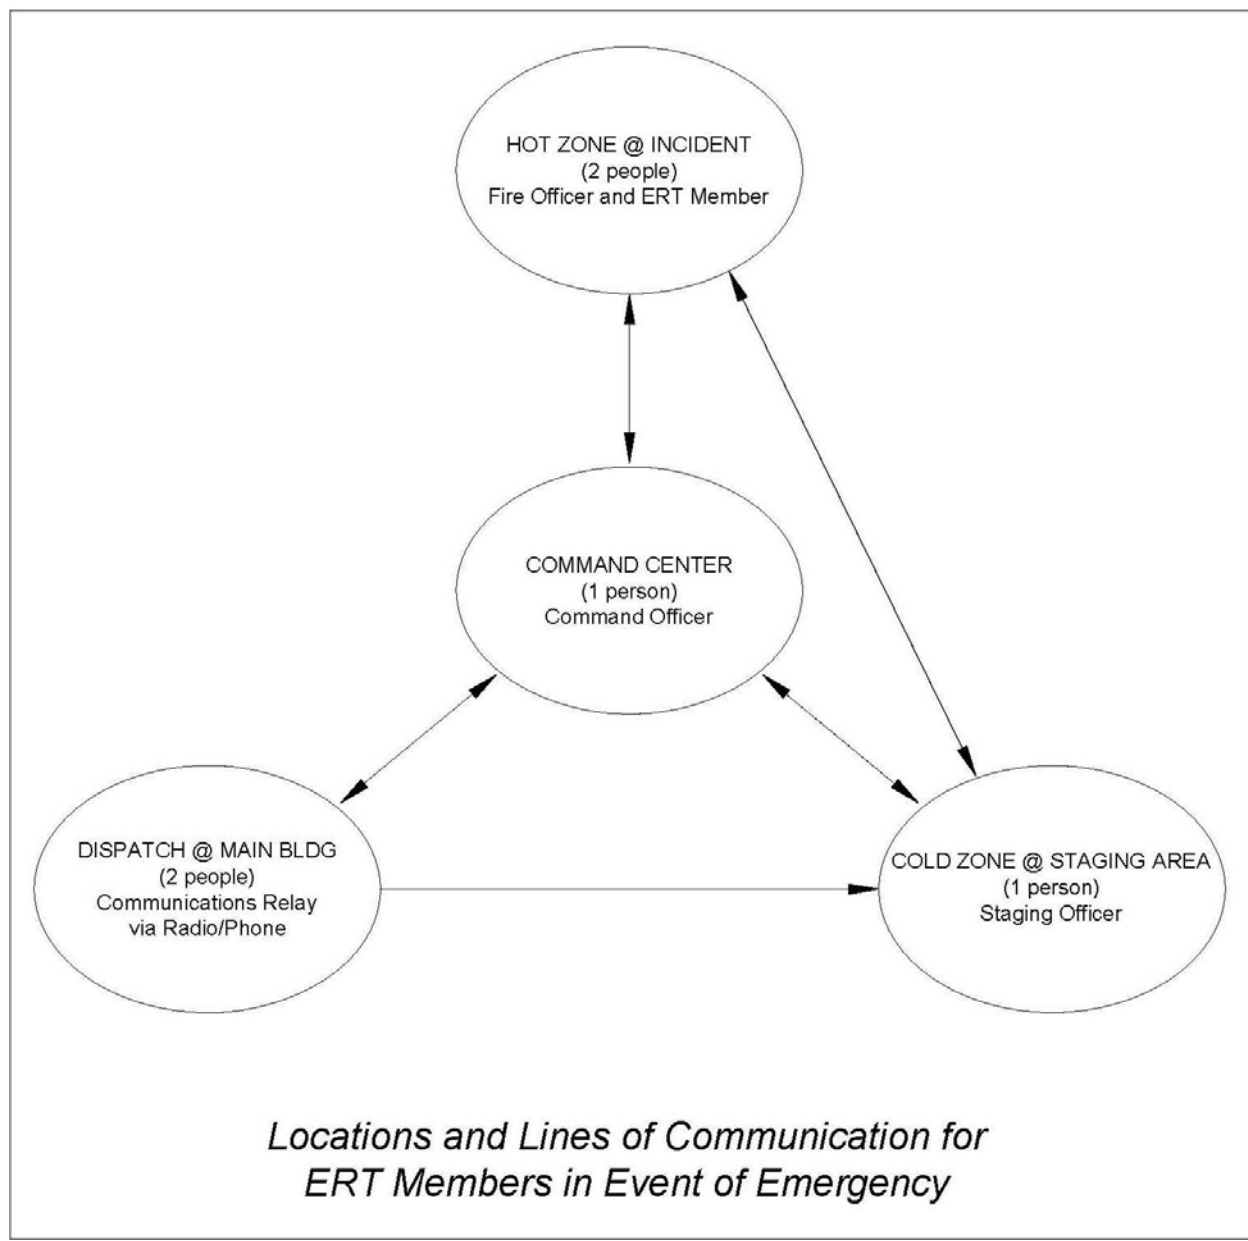 HOT ZONE @ INCIDENT
(2 people)
Fire Officer and ERT Member
COMMAND CENTER
(1 person)
Command Officer
DISPATCH @ MAIN BLDG
(2 people)
Communications Relay
via Radio/Phone
COLD ZONE @ STAGING AREA
(1 person)
Staging Officer
Locations and Lines of Communication for
ERT Members in Event of Emergency